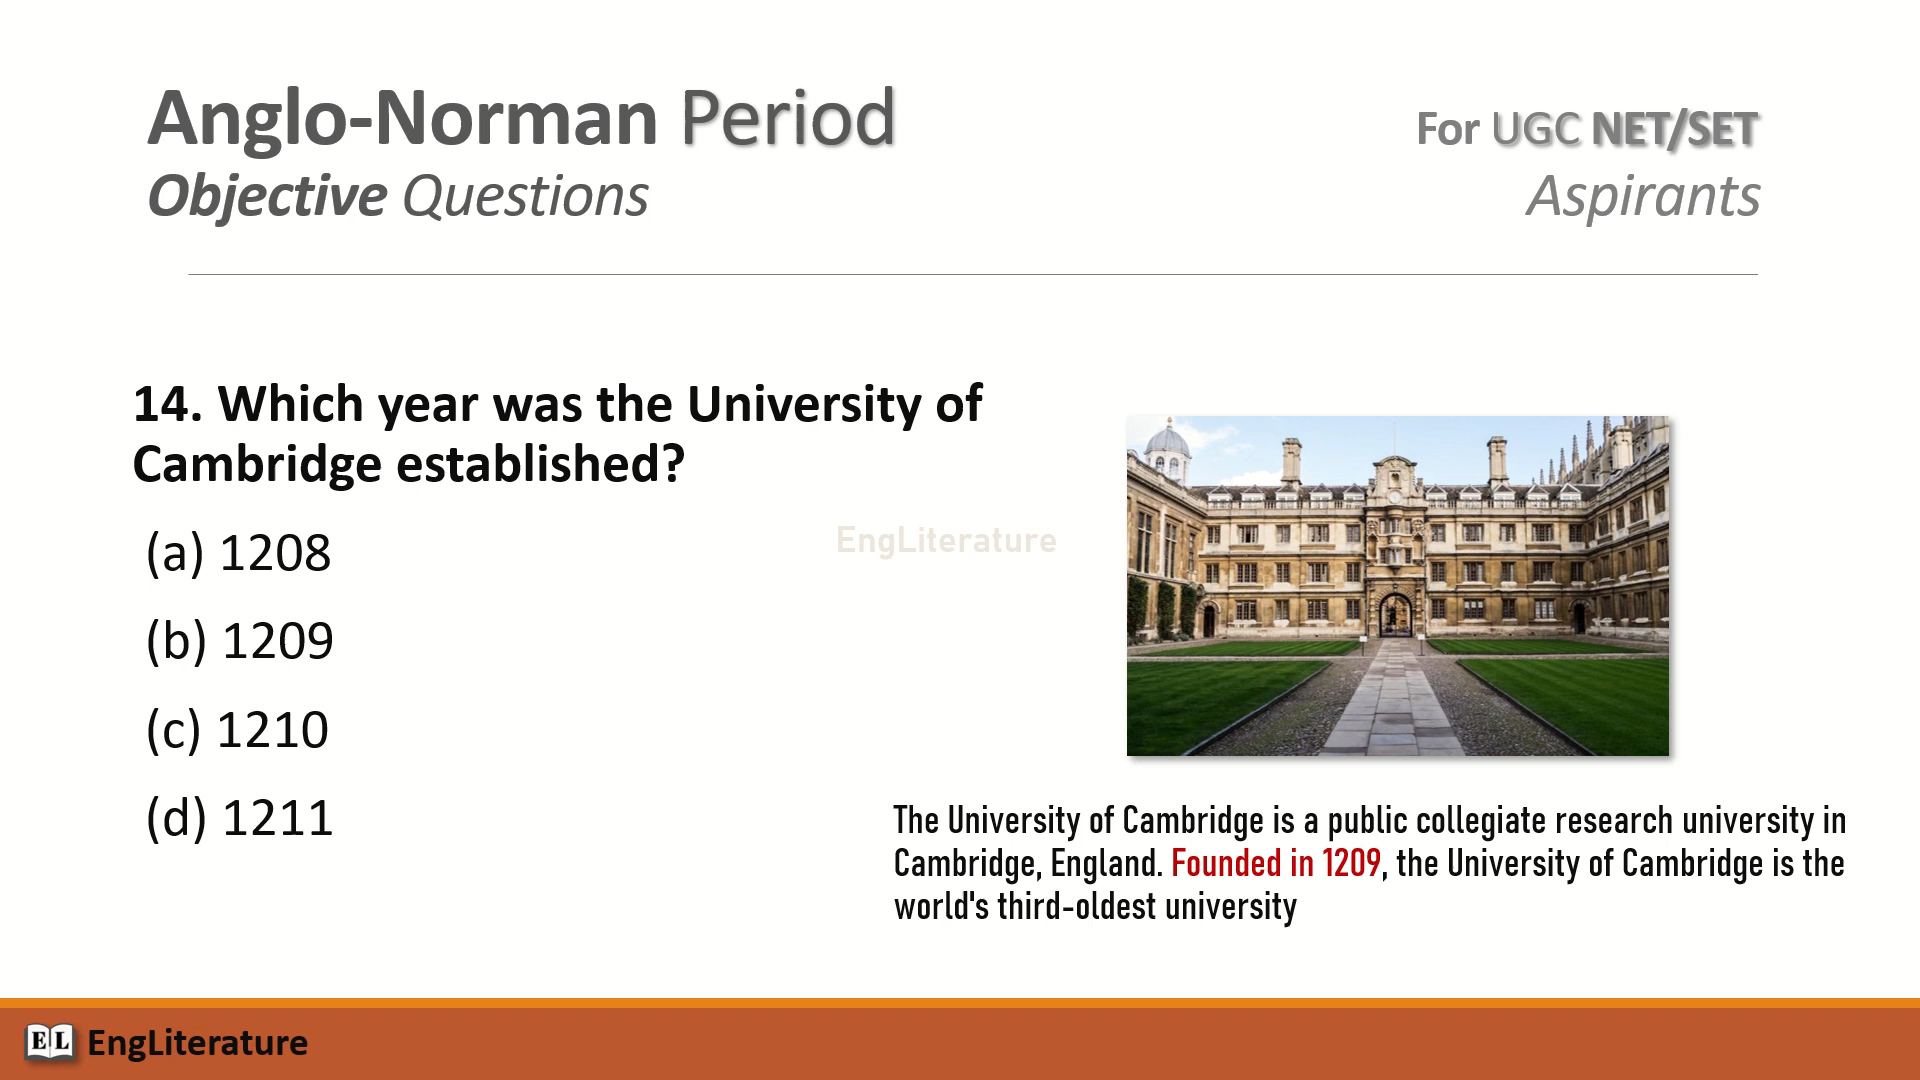 Anglo-Norman Period
Objective Questions
For UGC NET/SET
Aspirants
14. Which year was the University of
Cambridge established?
(a) 1208
(b) 1209
(c) 1210
(d) 1211
EngLiterature
The University of Cambridge is a public collegiate research university in
Cambridge, England. Founded in 1209, the University of Cambridge is the
world's third-oldest university
EL
EngLiterature